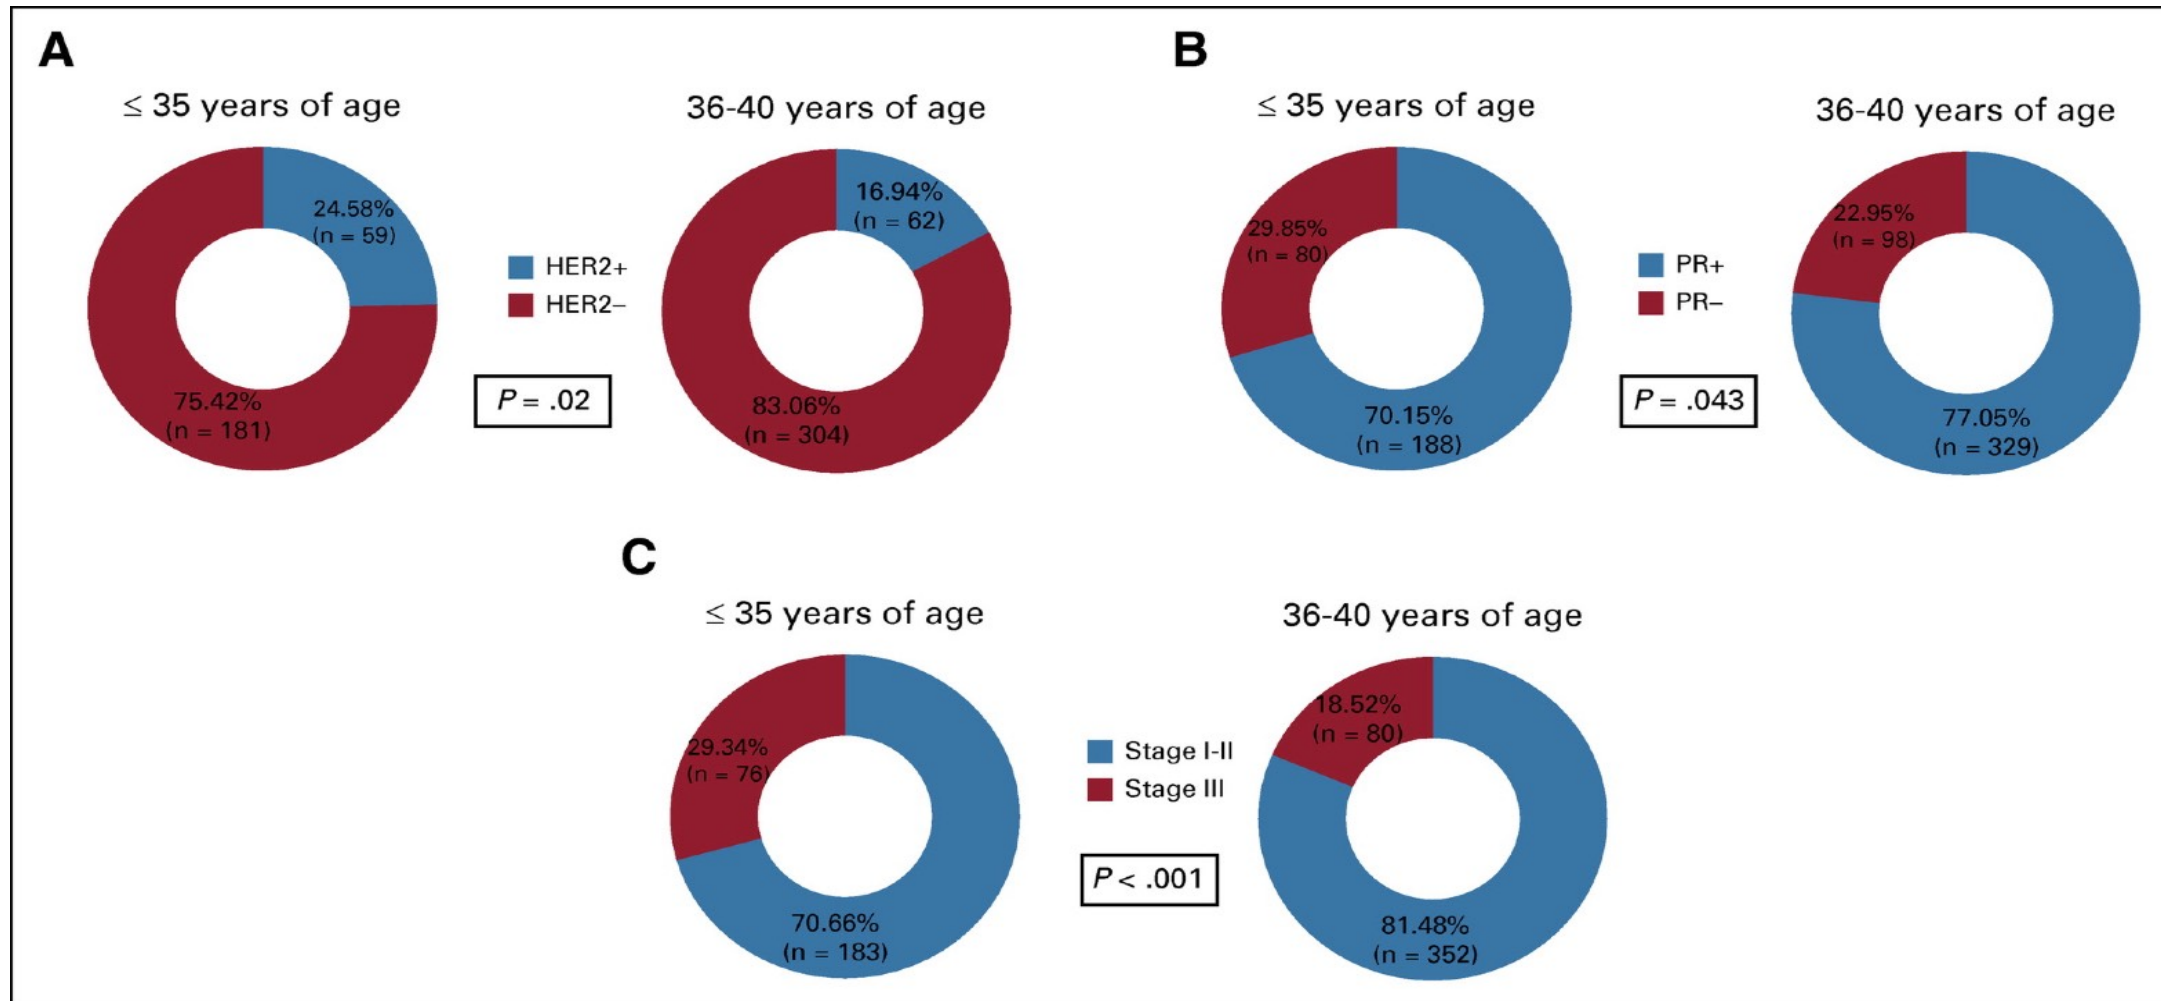 A
≤ 35 years of age
36-40 years of age
24.58%
(n = 59)
16.94%
(n = 62)
HER2+
HER2–
75.42%
(n = 181)
P = .02
83.06%
(n = 304)
B
≤ 35 years of age
36-40 years of age
29.85%
(n = 80)
22.95%
(n = 98)
PR+
PR–
70.15%
(n = 188)
P = .043
77.05%
(n = 329)
C
≤ 35 years of age
36-40 years of age
29.34%
(n = 76)
18.52%
(n = 80)
Stage I-II
Stage III
70.66%
(n = 183)
P < .001
81.48%
(n = 352)